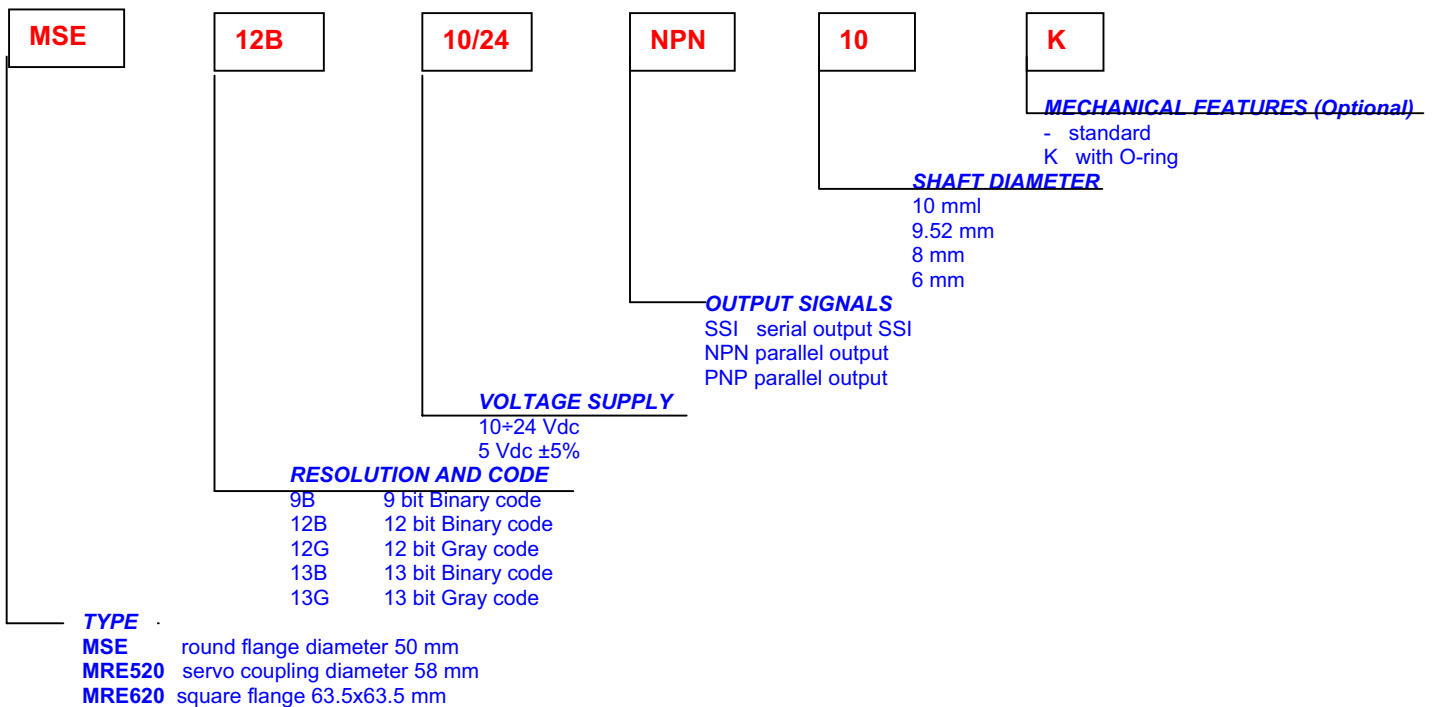 MSE 12B 10/24 NPN 10 K
MECHANICAL FEATURES (Optional)
- standard
K with O-ring
SHAFT DIAMETER
10 mml
9.52 mm
8 mm
6 mm
OUTPUT SIGNALS
SSI serial output SSI
NPN parallel output
PNP parallel output
VOLTAGE SUPPLY
10÷24 Vdc
5 Vdc ±5%
RESOLUTION AND CODE
9B 9 bit Binary code
12B 12 bit Binary code
12G 12 bit Gray code
13B 13 bit Binary code
13G 13 bit Gray code
TYPE
MSE round flange diameter 50 mm
MRE520 servo coupling diameter 58 mm
MRE620 square flange 63.5x63.5 mm